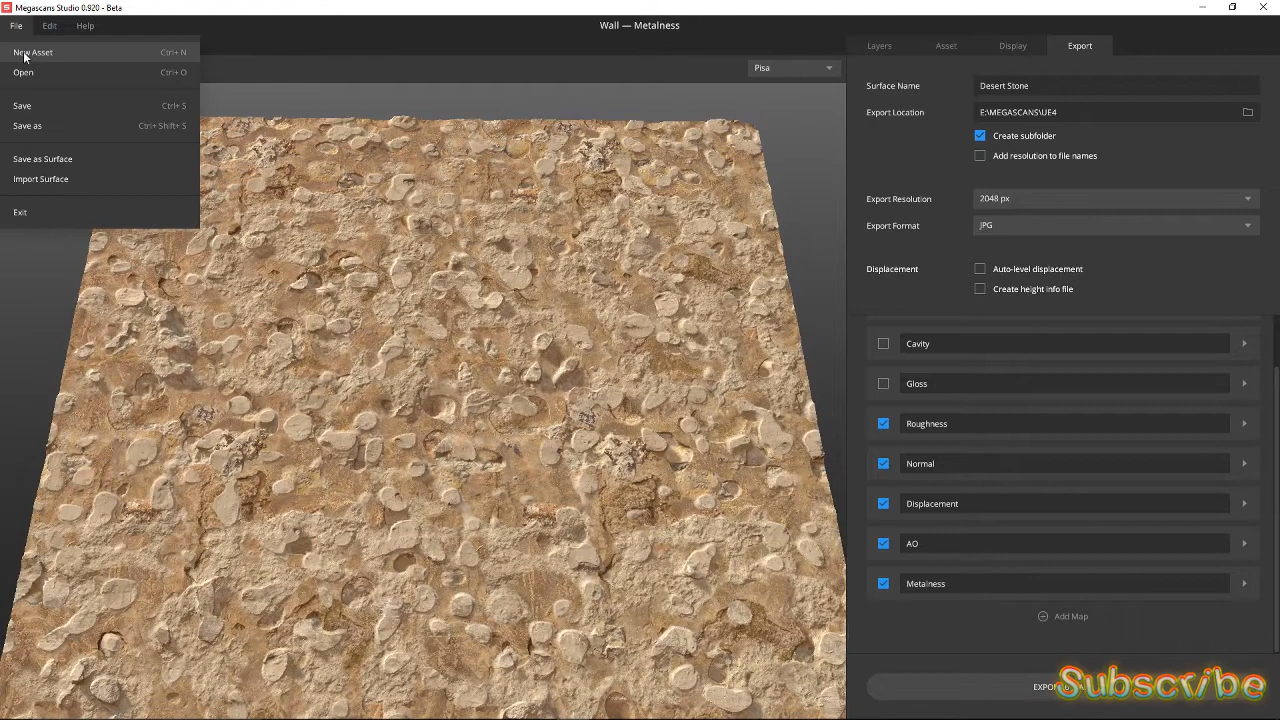 Megascans Studio 0.920 - Beta
File Edit Help
Wall — Metalness
New Asset Ctrl+ N
Open Ctrl+ O
Save Ctrl+ S
Save as Ctrl+ Shift+ S
Save as Surface
Import Surface
Exit
Pisa
Layers Asset Display Export
Surface Name Desert Stone
Export Location E:\MEGASCANS\UE4
Create subfolder
Add resolution to file names
Export Resolution 2048 px
Export Format JPG
Displacement Auto-level displacement
Create height info file
Cavity
Gloss
Roughness
Normal
Displacement
AO
Metalness
Add Map
Subscribe